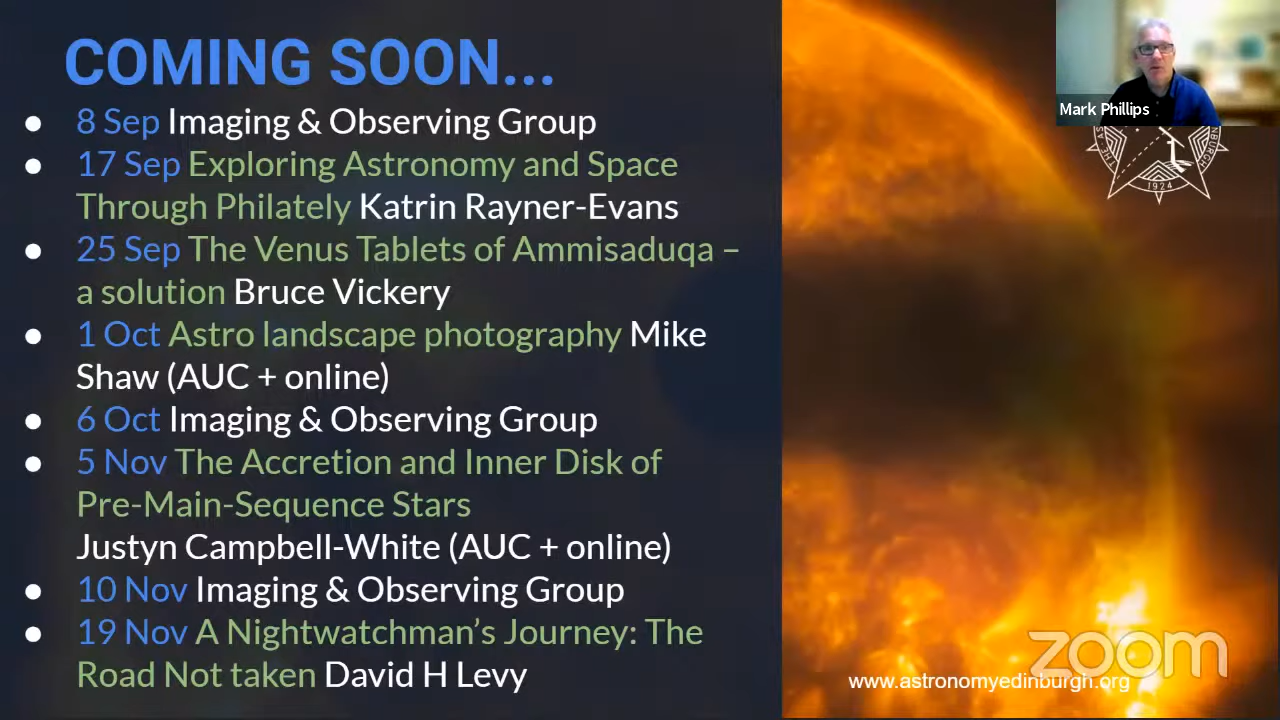 COMING SOON...
● 8 Sep Imaging & Observing Group
● 17 Sep Exploring Astronomy and Space
Through Philately Katrin Rayner-Evans
● 25 Sep The Venus Tablets of Ammisaduqa –
a solution Bruce Vickery
● 1 Oct Astro landscape photography Mike
Shaw (AUC + online)
● 6 Oct Imaging & Observing Group
● 5 Nov The Accretion and Inner Disk of
Pre-Main-Sequence Stars
Justyn Campbell-White (AUC + online)
● 10 Nov Imaging & Observing Group
● 19 Nov A Nightwatchman’s Journey: The
Road Not taken David H Levy
Mark Phillips
1924
zoom
www.astronomyedinburgh.org